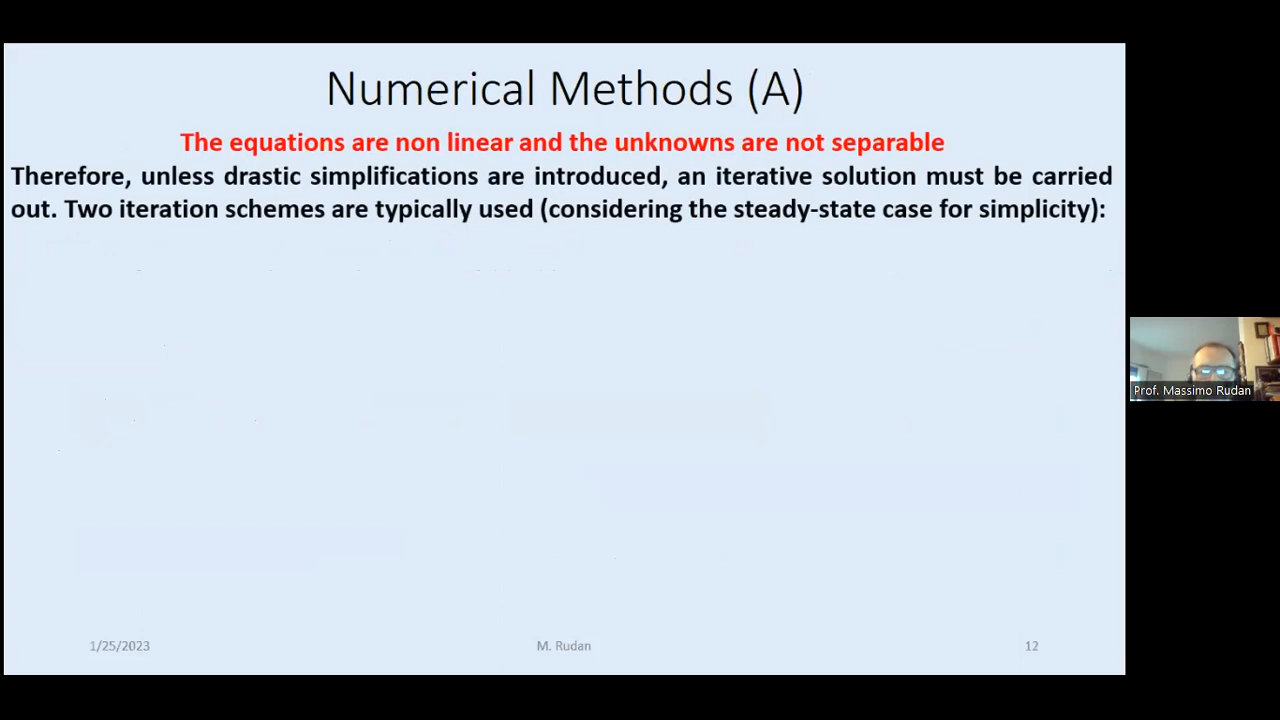 Numerical Methods (A)
The equations are non linear and the unknowns are not separable
Therefore, unless drastic simplifications are introduced, an iterative solution must be carried
out. Two iteration schemes are typically used (considering the steady-state case for simplicity):
Prof. Massimo Rudan
1/25/2023
M. Rudan
12